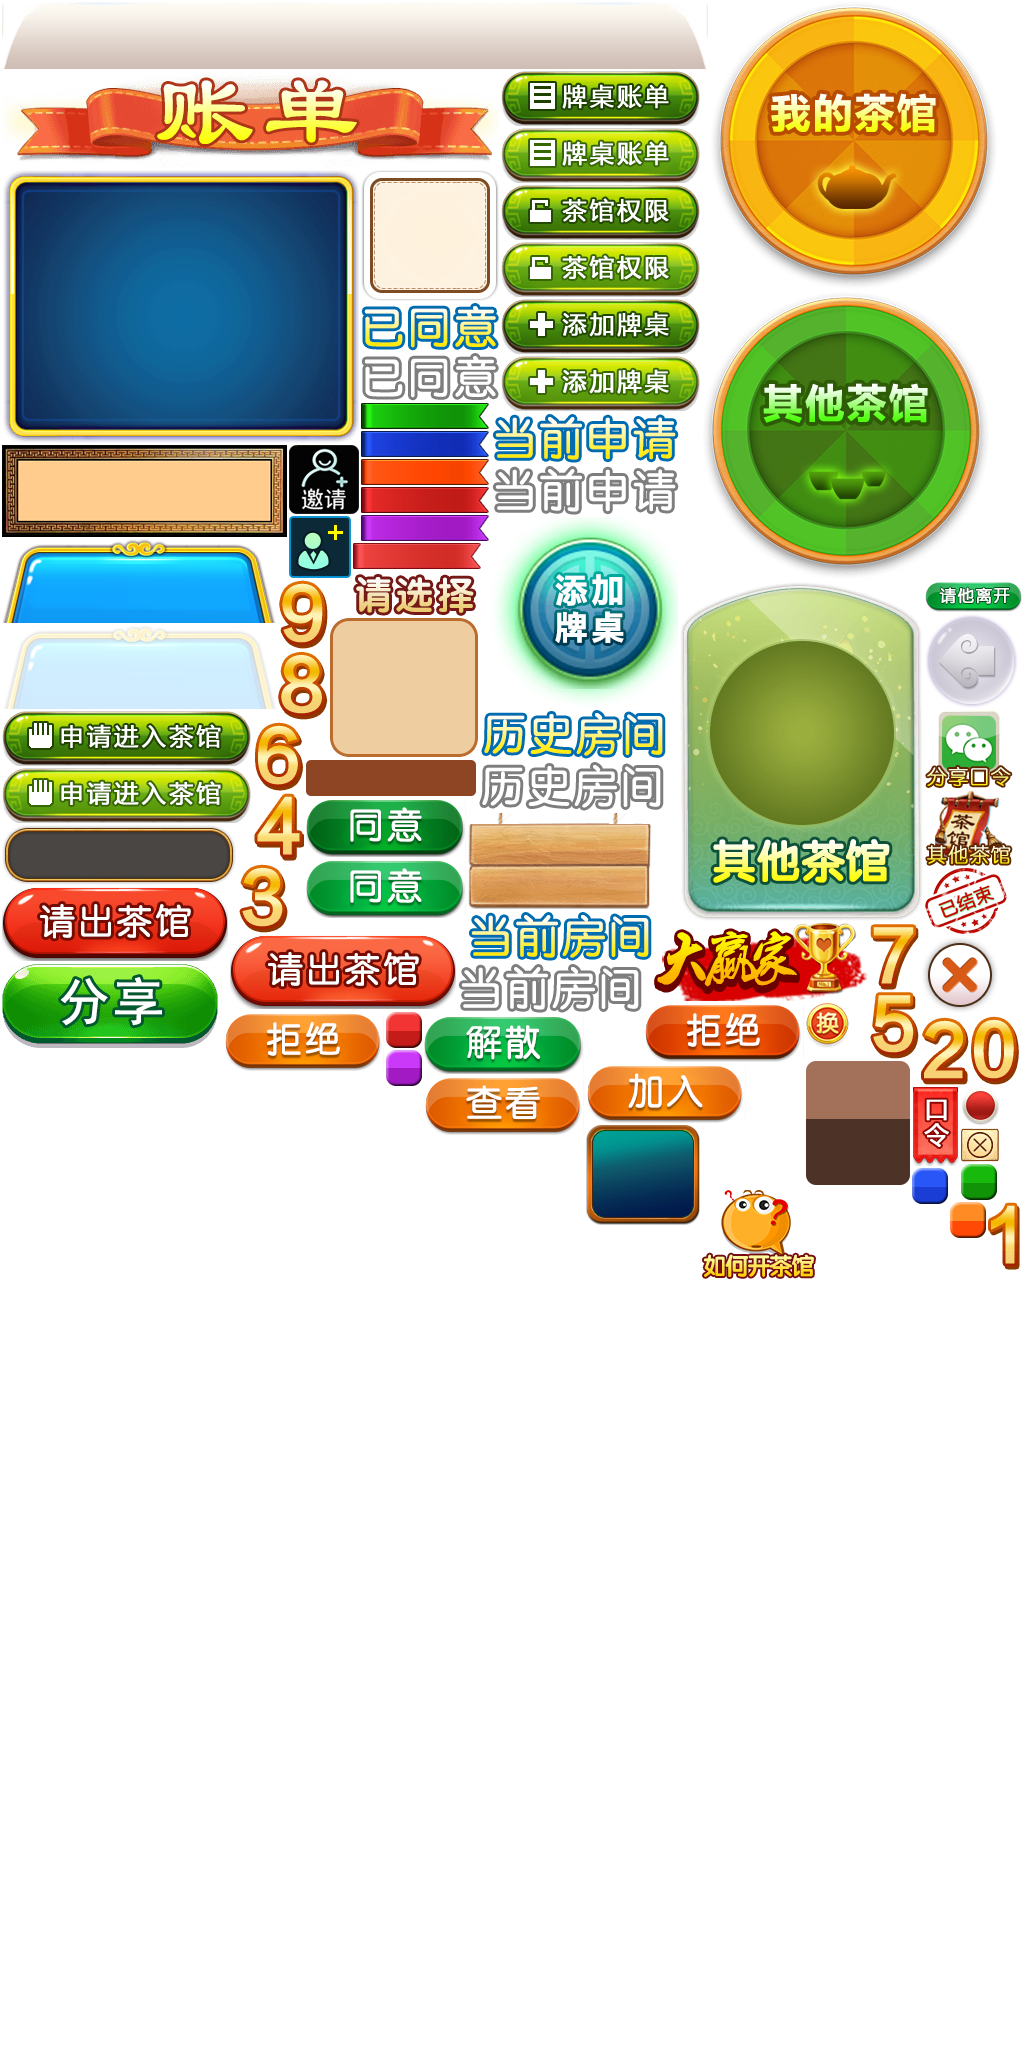 账单
牌桌账单
牌桌账单
茶馆权限
茶馆权限
添加牌桌
添加牌桌
我的茶馆
已同意
已同意
当前申请
当前申请
其他茶馆
邀请
请选择
添加
牌桌
请他离开
9
8
6
4
3
申请进入茶馆
申请进入茶馆
历史房间
历史房间
分享口令
茶馆
其他茶馆
已结束
同意
同意
其他茶馆
请出茶馆
请出茶馆
分享
当前房间
当前房间
大赢家
7
5
20
拒绝
解散
拒绝
换
查看
加入
口令
1
如何开茶馆